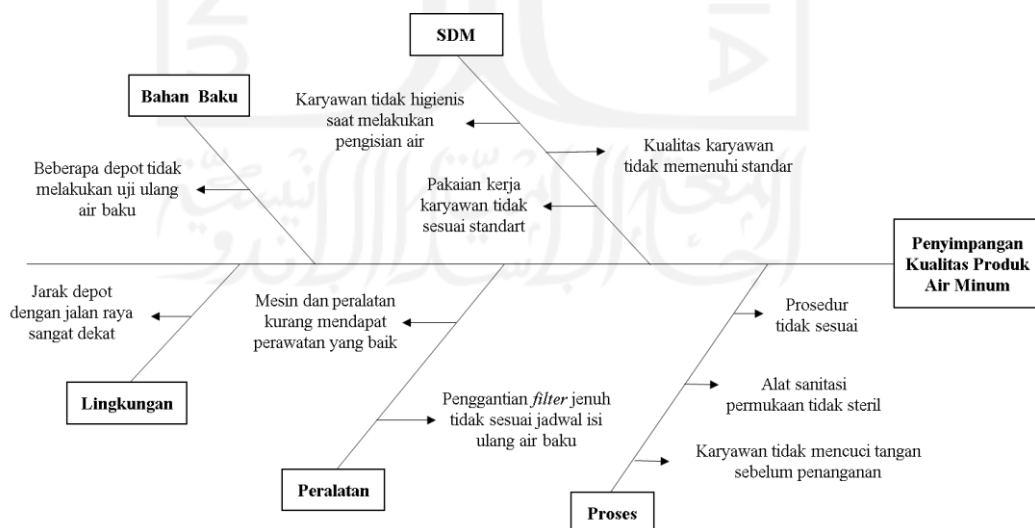 SDM
Bahan Baku
Karyawan tidak higienis
saat melakukan
pengisian air
Kualitas karyawan
tidak memenuhi standar
Beberapa depot tidak
melakukan uji ulang
air baku
Pakaian kerja
karyawan tidak
sesuai standart
Penyimpangan
Kualitas Produk
Air Minum
Jarak depot
dengan jalan raya
sangat dekat
Mesin dan peralatan
kurang mendapat
perawatan yang baik
Prosedur
tidak sesuai
Lingkungan
Penggantian filter jenuh
tidak sesuai jadwal isi
ulang air baku
Alat sanitasi
permukaan tidak steril
Karyawan tidak mencuci tangan
sebelum penanganan
Peralatan
Proses